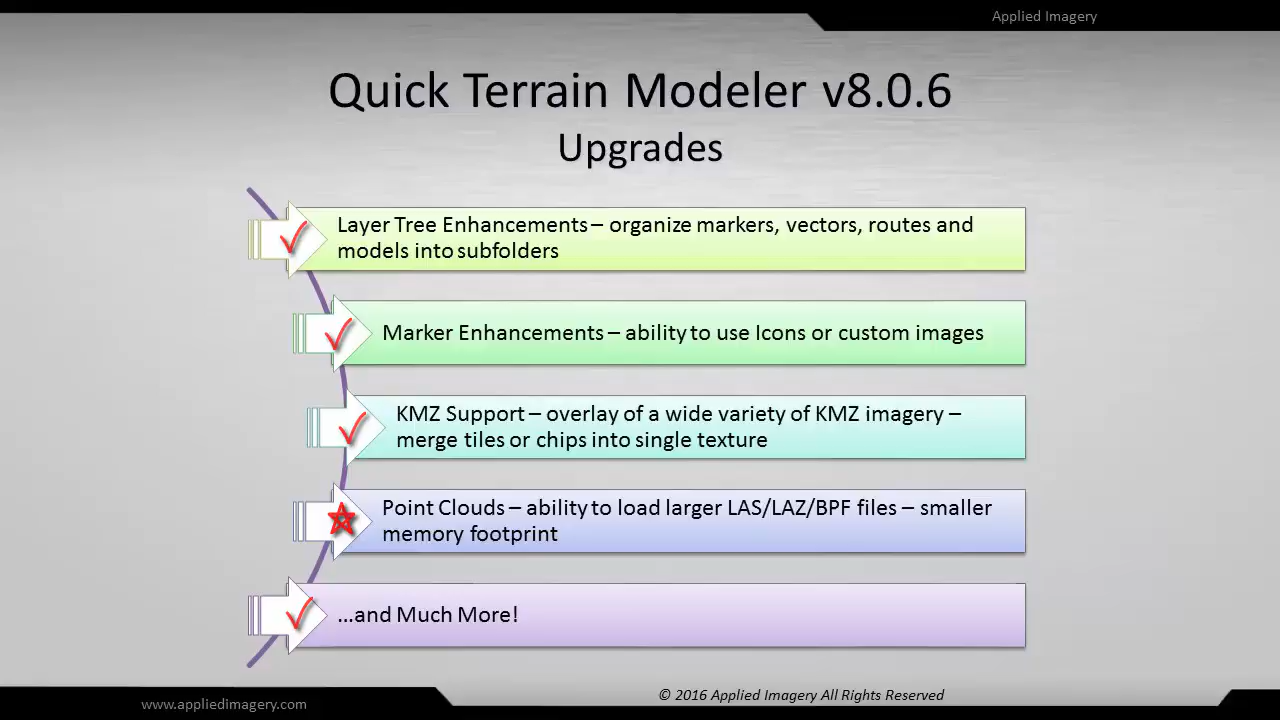 Applied Imagery
Quick Terrain Modeler v8.0.6
Upgrades
Layer Tree Enhancements – organize markers, vectors, routes and
models into subfolders
Marker Enhancements – ability to use Icons or custom images
KMZ Support – overlay of a wide variety of KMZ imagery –
merge tiles or chips into single texture
Point Clouds – ability to load larger LAS/LAZ/BPF files – smaller
memory footprint
...and Much More!
© 2016 Applied Imagery All Rights Reserved
www.appliedimagery.com